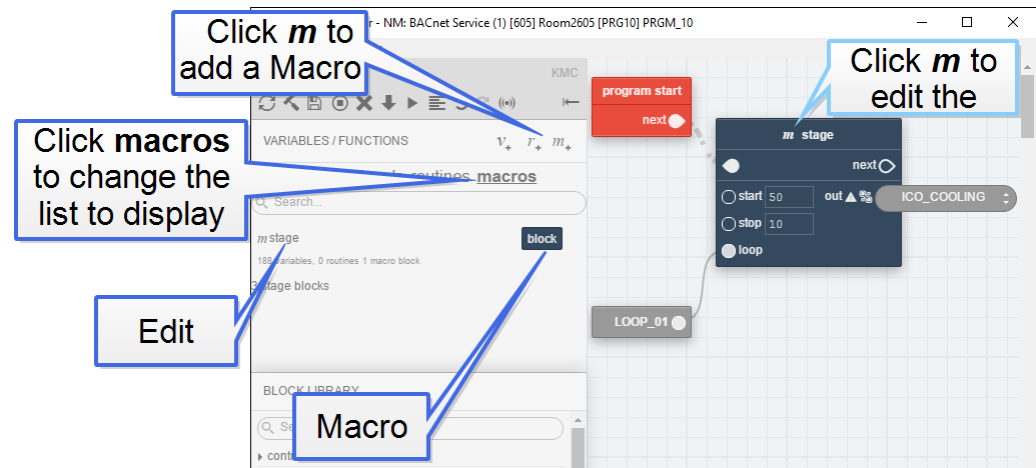 r - NM: BACnet Service (1) [605] Room2605 [PRG10] PRGM_10
Click m to
add a Macro
KMC
VARIABLES / FUNCTIONS
v+ r+ m+
Click macros
to change the
list to display
routines macros
Search...
m stage
block
188 variables, 0 routines 1 macro block
3 stage blocks
Edit
BLOCK LIBRARY
Macro
program start
next
Click m to
edit the
m stage
next
start 50
out
ICO_COOLING
stop 10
loop
LOOP_01